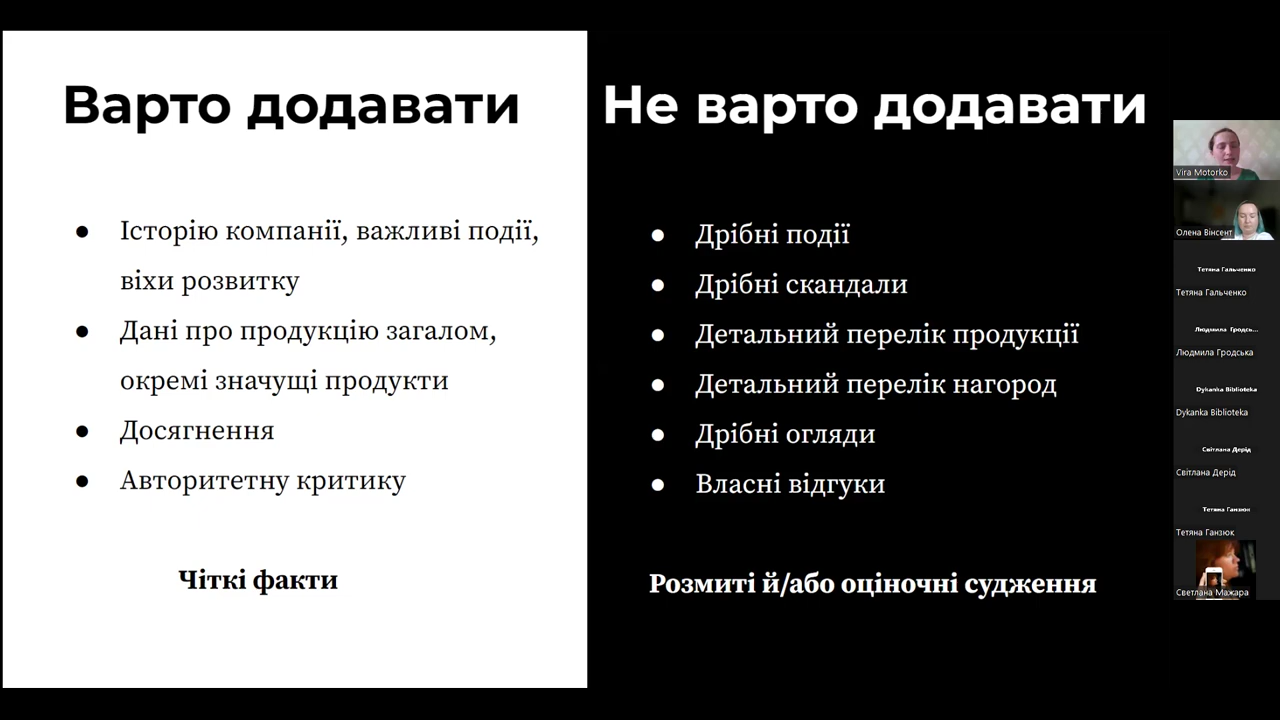 Варто додавати
Історію компанії, важливі події,
віхи розвитку
Дані про продукцію загалом,
окремі значущі продукти
Досягнення
Авторитетну критику
Чіткі факти
Не варто додавати
Дрібні події
Дрібні скандали
Детальний перелік продукції
Детальний перелік нагород
Дрібні огляди
Власні відгуки
Розмиті й/або оціночні судження
Vira Motorko
Олена Вінсент
Тетяна Гальченко
Тетяна Гальченко
Людмила Гродсь...
Людмила Гродська
Dykanka Biblioteka
Dykanka Biblioteka
Світлана Дерід
Світлана Дерід
Тетяна Ганзюк
Тетяна Ганзюк
Светлана Мажара